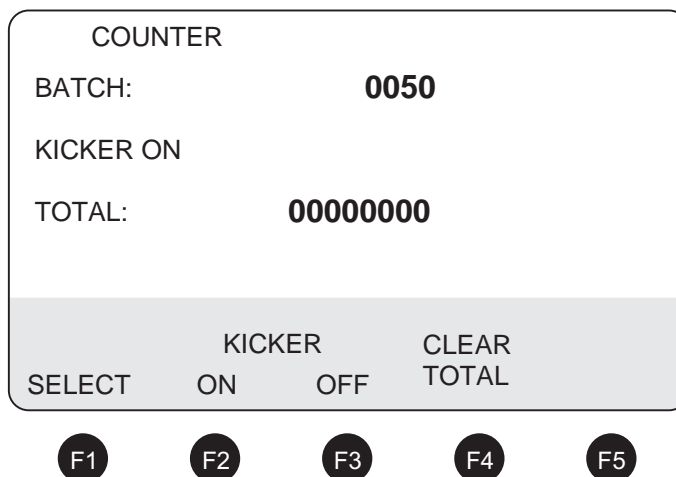 COUNTER
BATCH: 0050
KICKER ON
TOTAL: 00000000
KICKER CLEAR
SELECT ON OFF TOTAL
F1 F2 F3 F4 F5